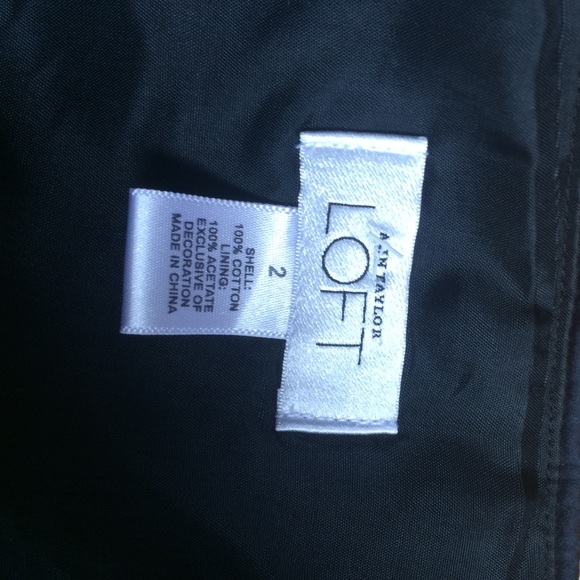 ANN TAYLOR
LOFT
2
SHELL:
100% COTTON
LINING:
100% ACETATE
EXCLUSIVE OF
DECORATION
MADE IN CHINA